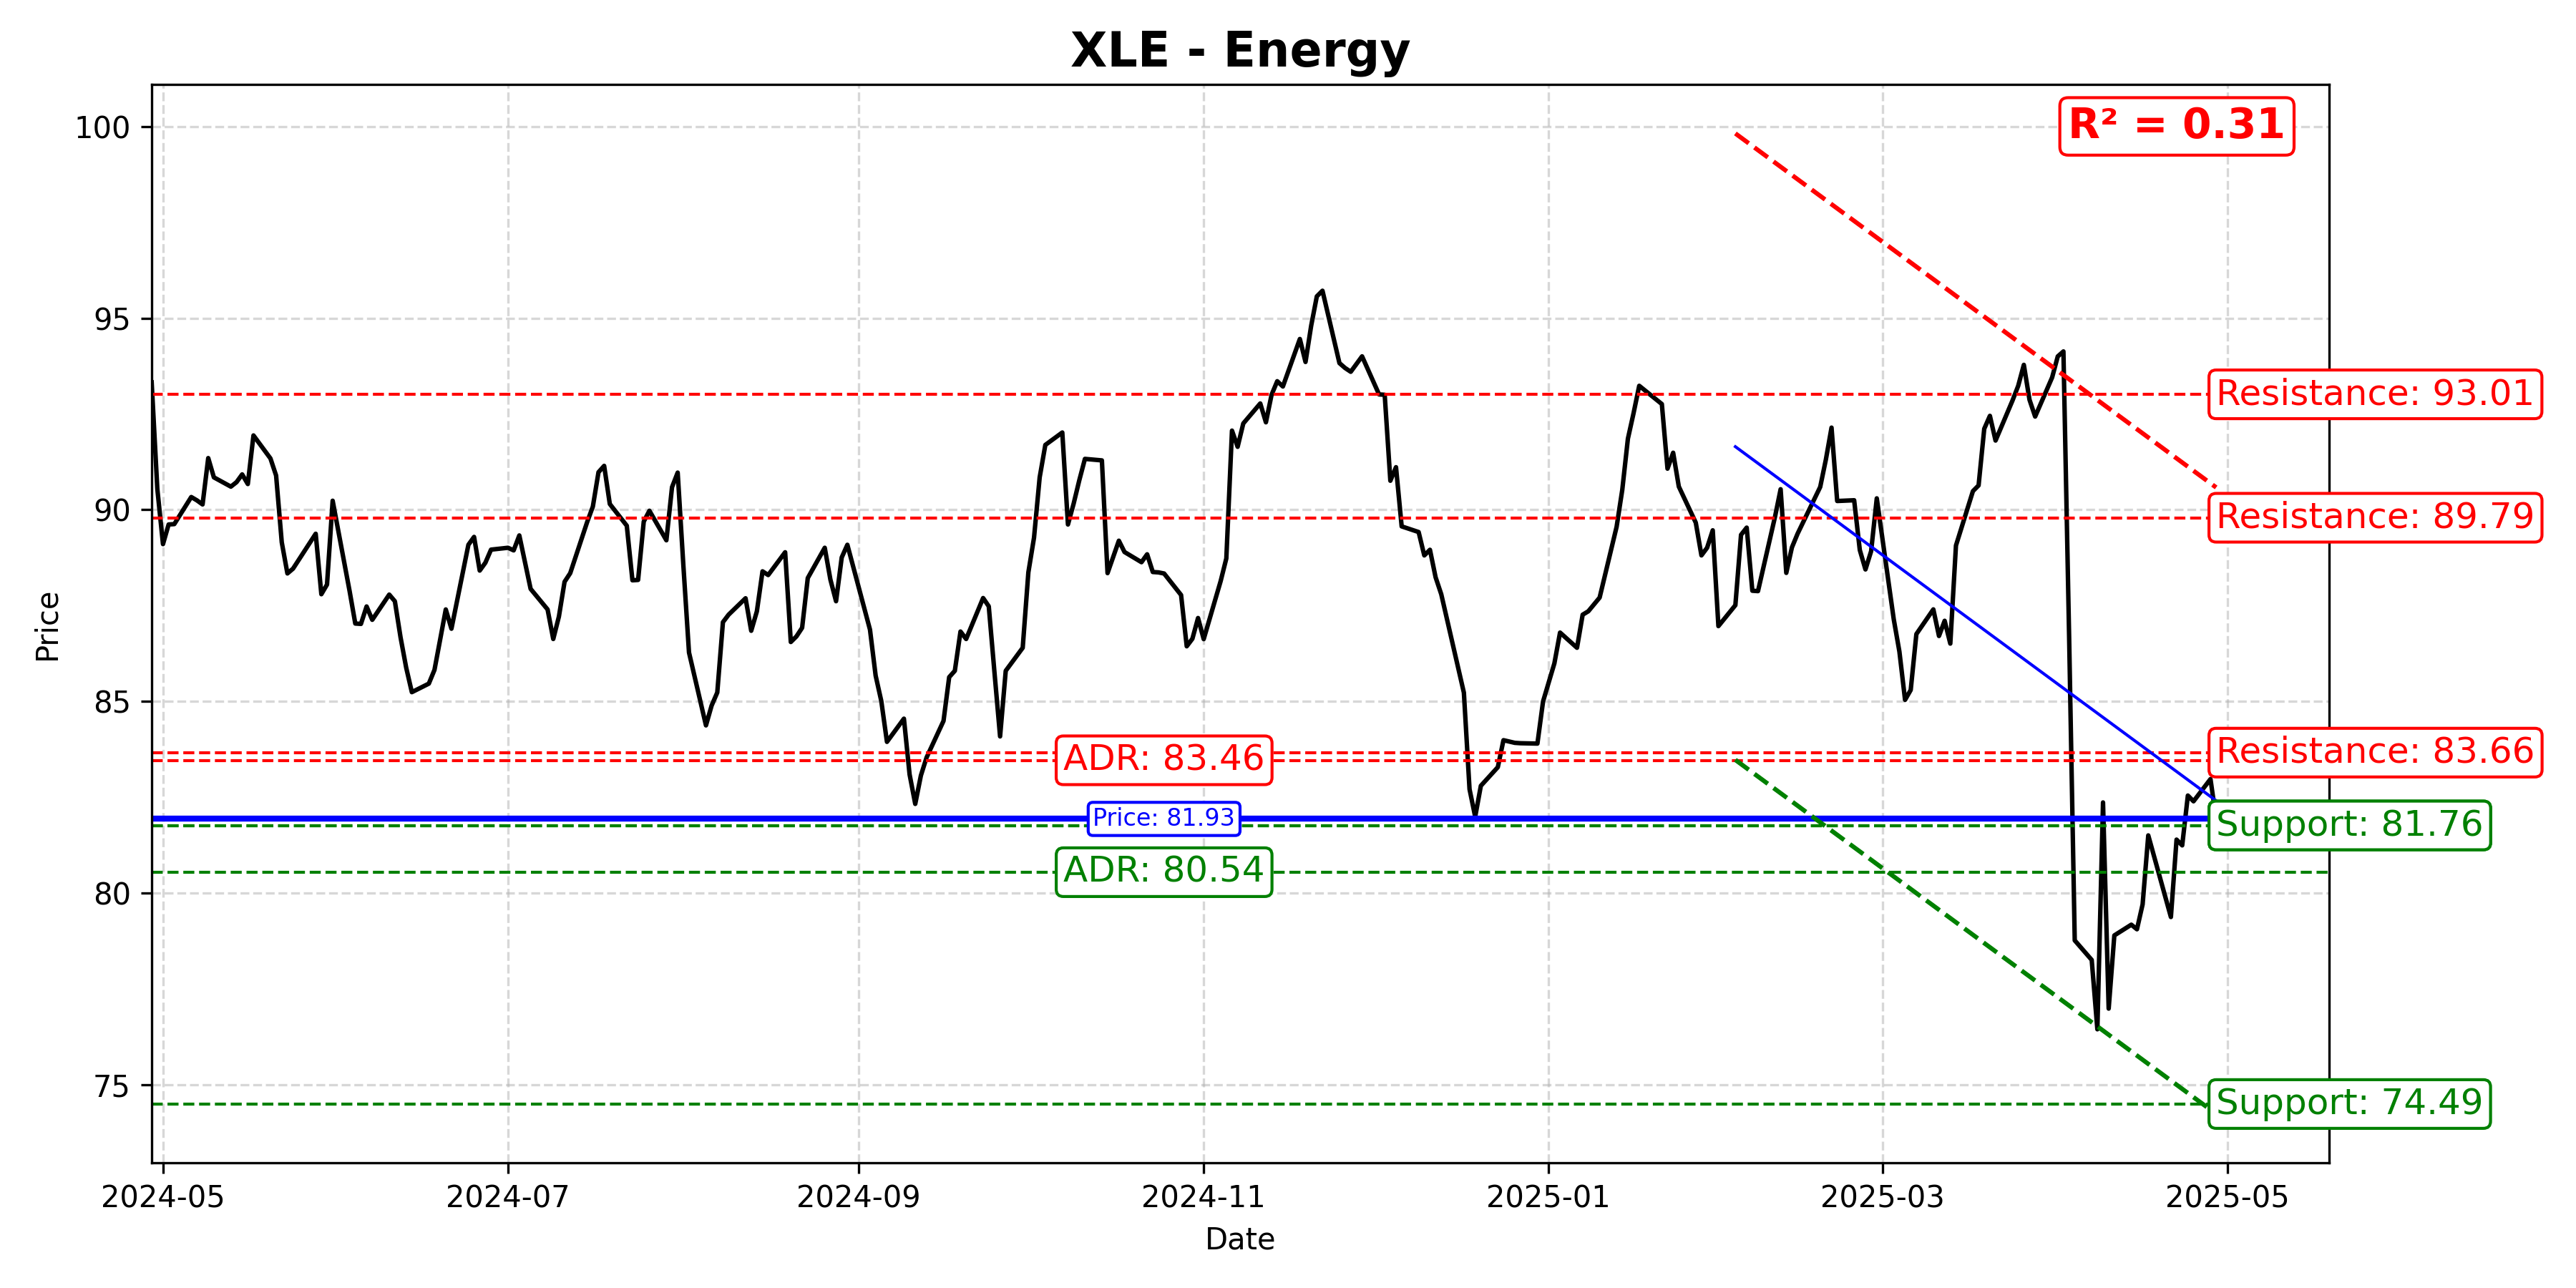 XLE - Energy
R² = 0.31
100
95
90
85
80
75
Price
Resistance: 93.01
Resistance: 89.79
Resistance: 83.66
ADR: 83.46
Price: 81.93
Support: 81.76
ADR: 80.54
Support: 74.49
2024-05
2024-07
2024-09
2024-11
2025-01
2025-03
2025-05
Date